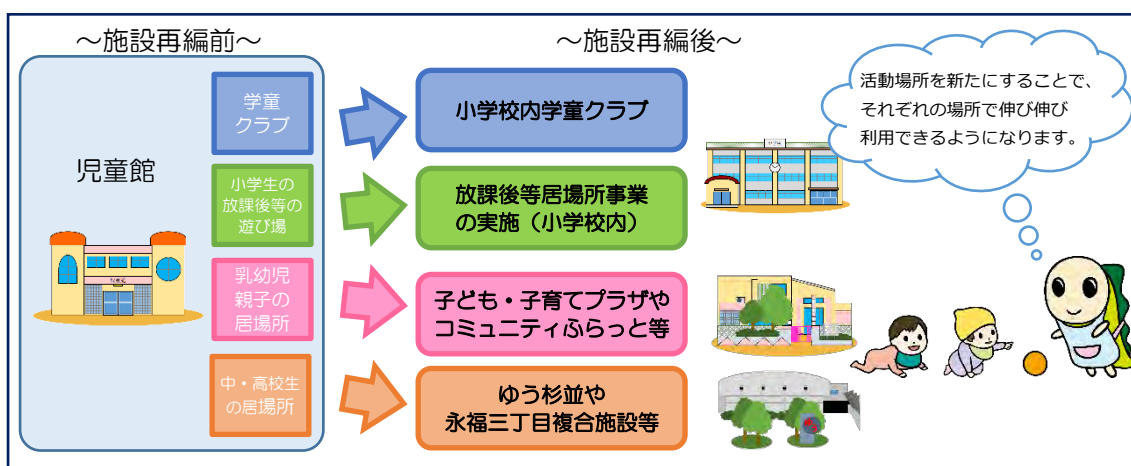 ～施設再編前～
～施設再編後～
児童館
学童
クラブ
小学校内学童クラブ
小学生の
放課後等の
遊び場
放課後等居場所事業
の実施（小学校内）
乳幼児
親子の
居場所
子ども・子育てプラザや
コミュニティふらっと等
中・高校生
の居場所
ゆう杉並や
永福三丁目複合施設等
活動場所を新たにすることで、
それぞれの場所で伸び伸び
利用できるようになります。